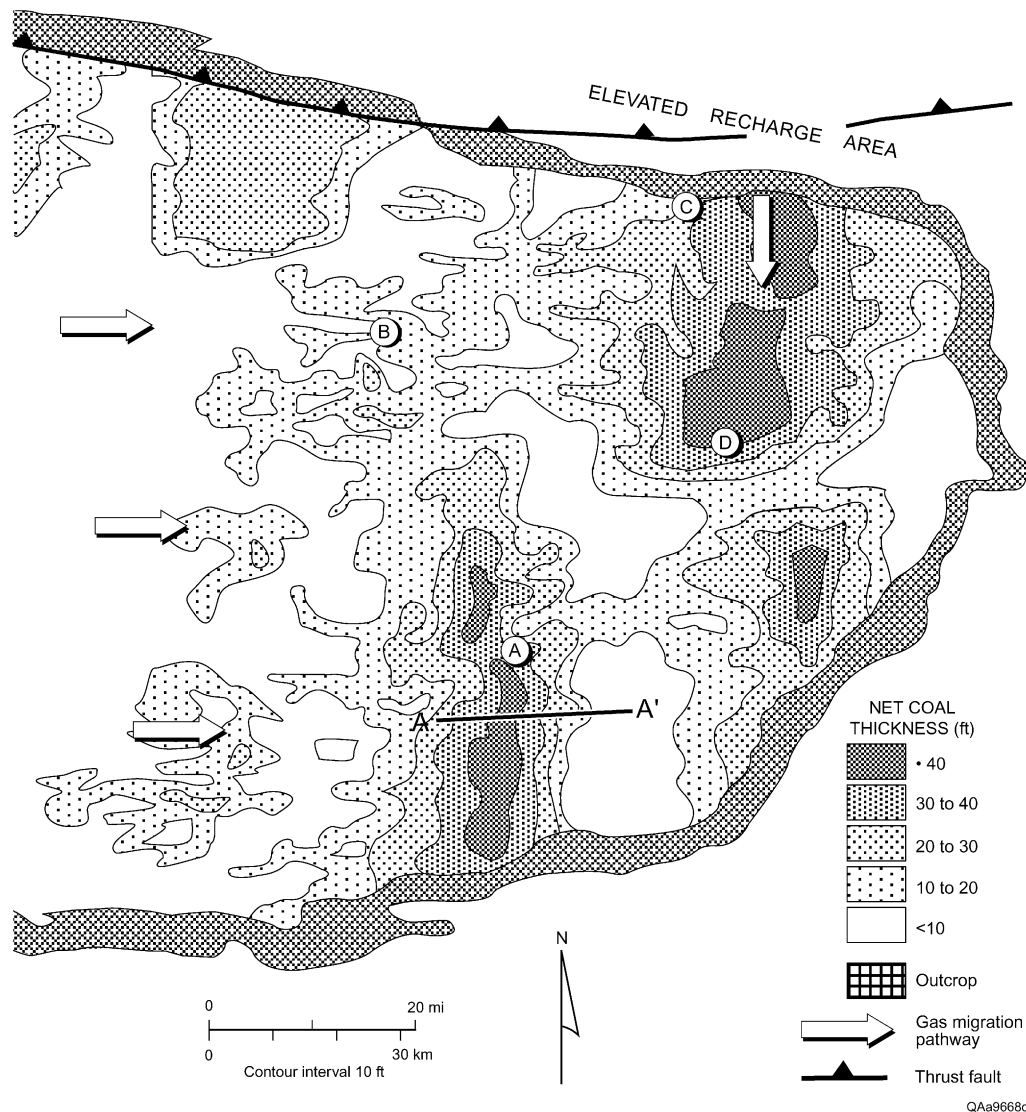 ELEVATED RECHARGE AREA
C
B
D
A
A A'
NET COAL
THICKNESS (ft)
• 40
30 to 40
20 to 30
10 to 20
<10
N
Outcrop
0 20 mi
0 30 km
Contour interval 10 ft
Gas migration
pathway
Thrust fault
QAa9668c